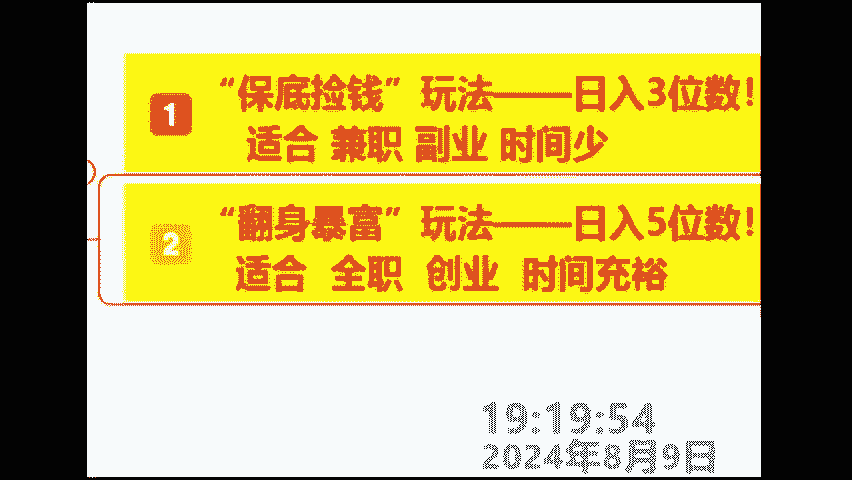 1 “保底捡钱” 玩法——日入3位数！
适合 兼职 副业 时间少
2 “翻身暴富” 玩法——日入5位数！
适合 全职 创业 时间充裕
19:19:54
2024年8月9日